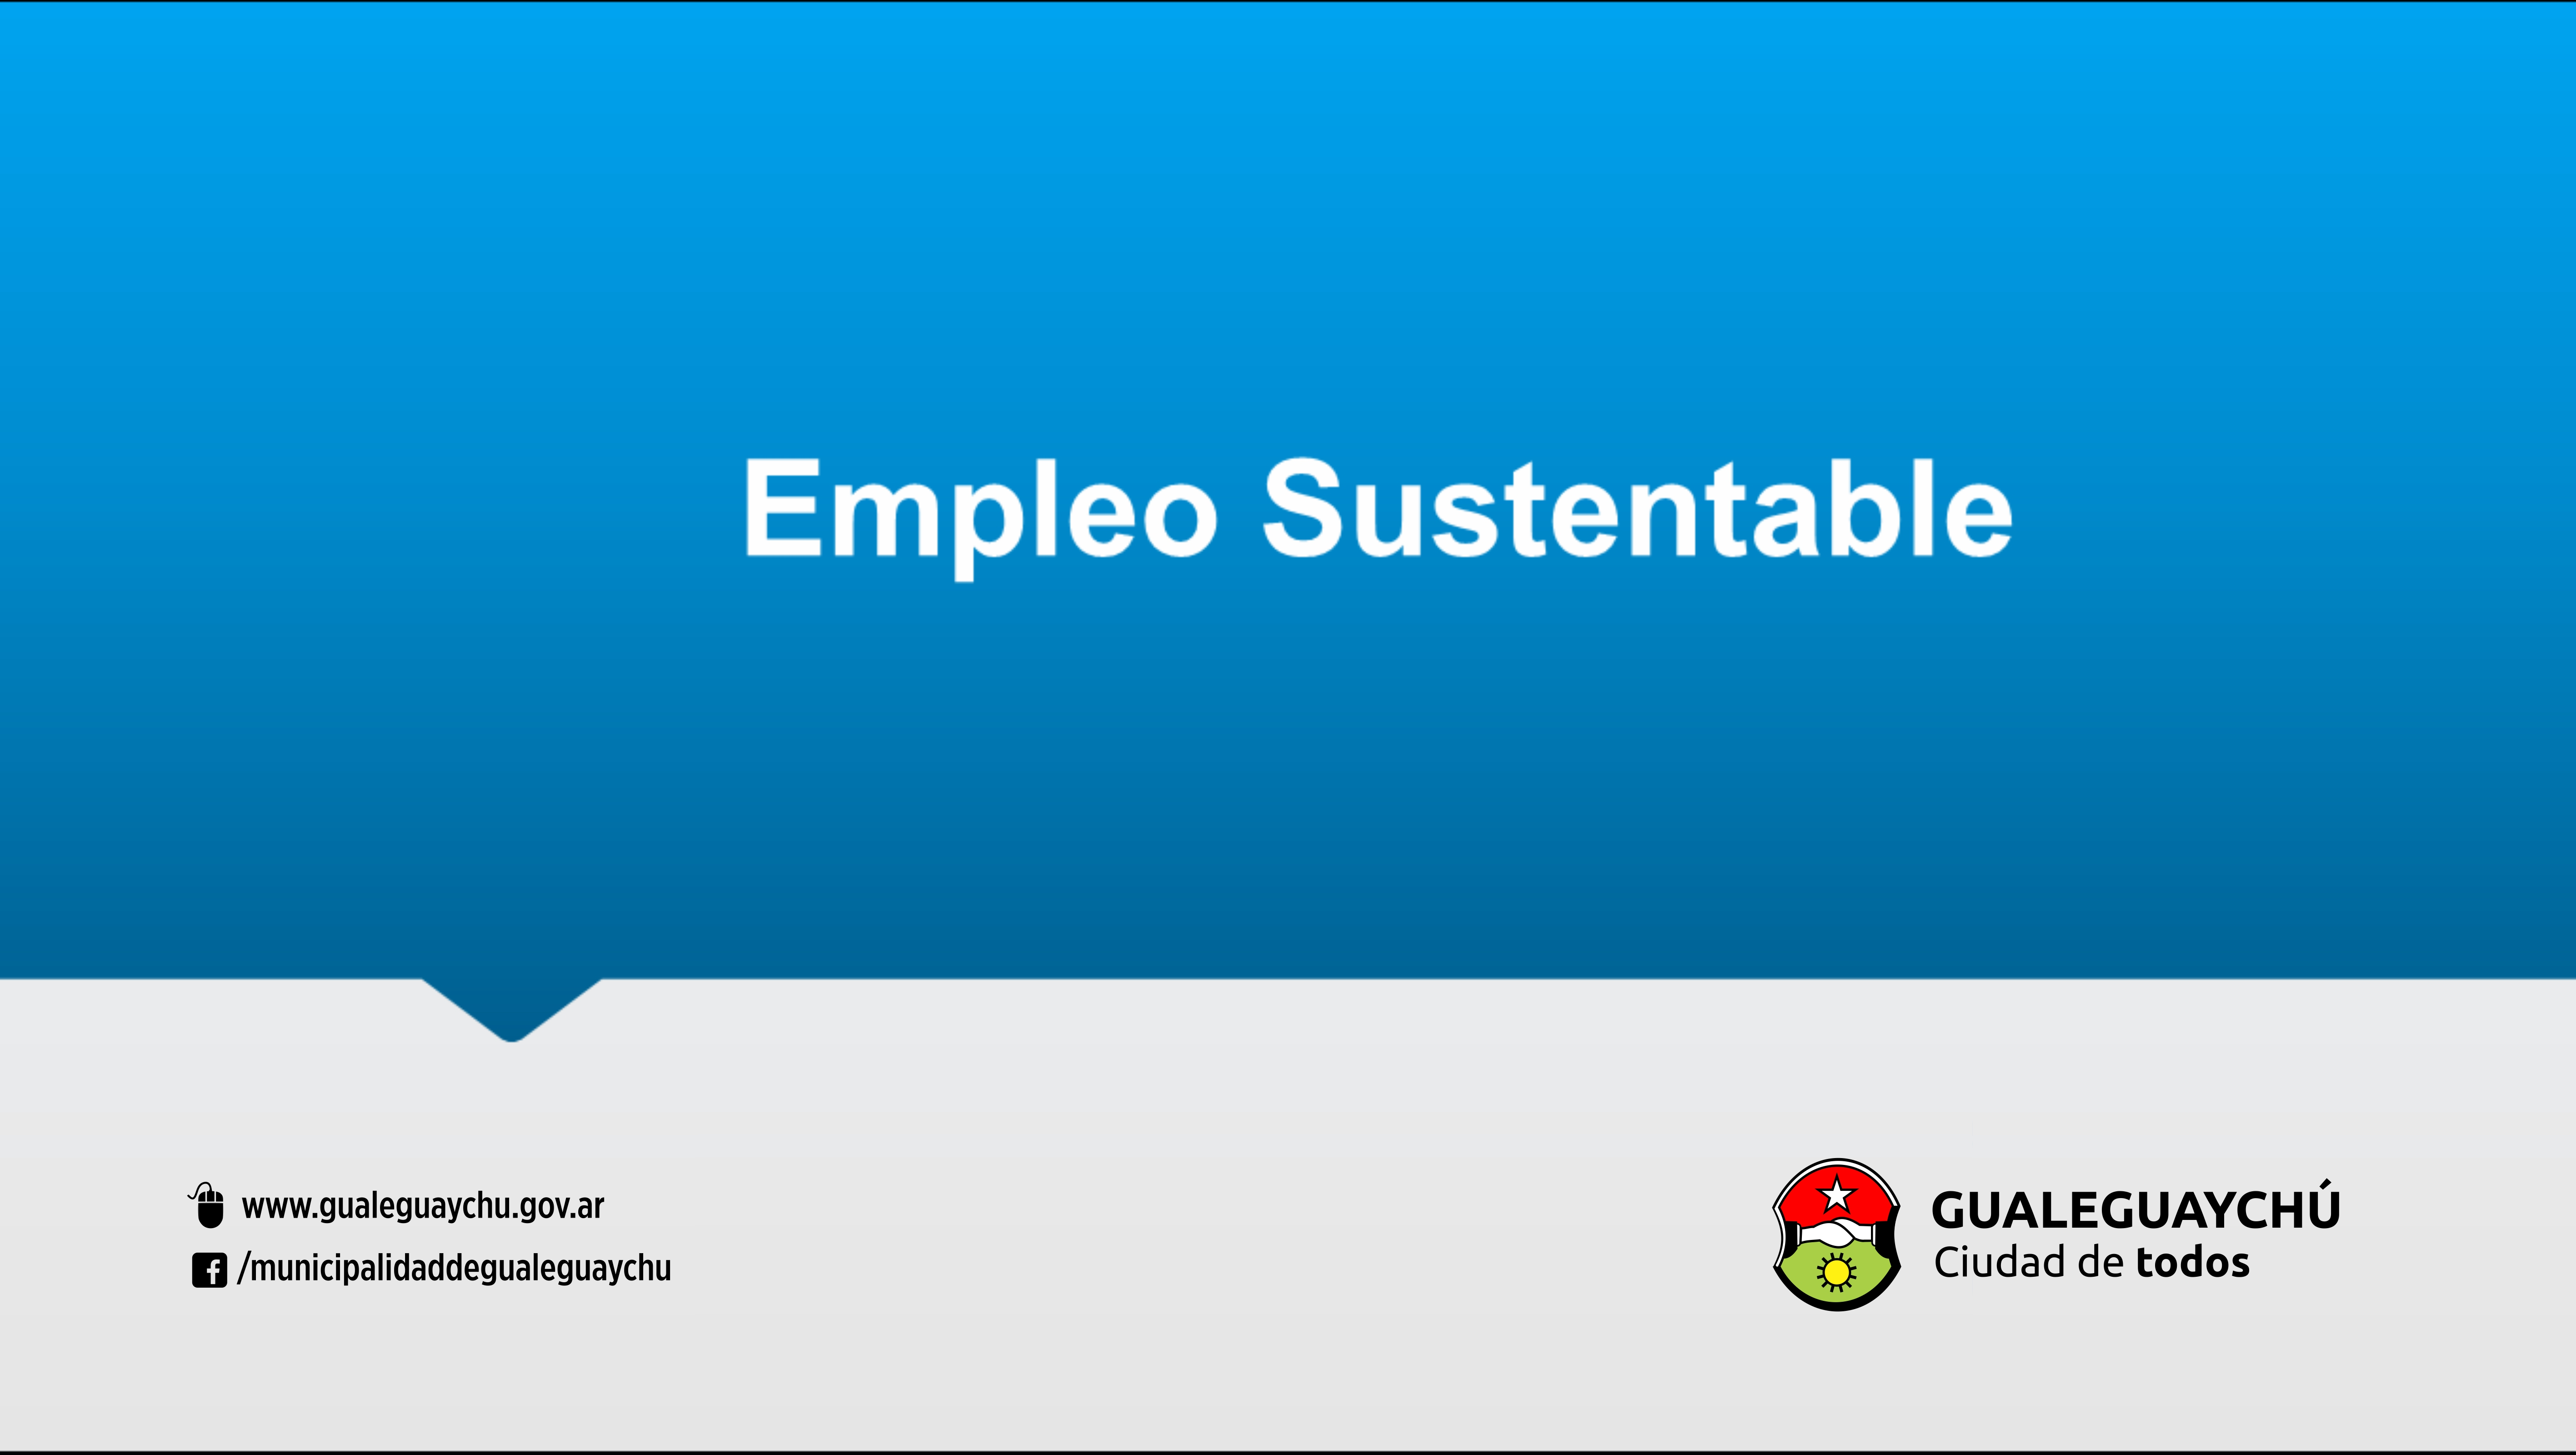 Empleo Sustentable
www.gualeguaychu.gov.ar
/municipalidaddegualeguaychu
GUALEGUAYCHÚ
Ciudad de todos